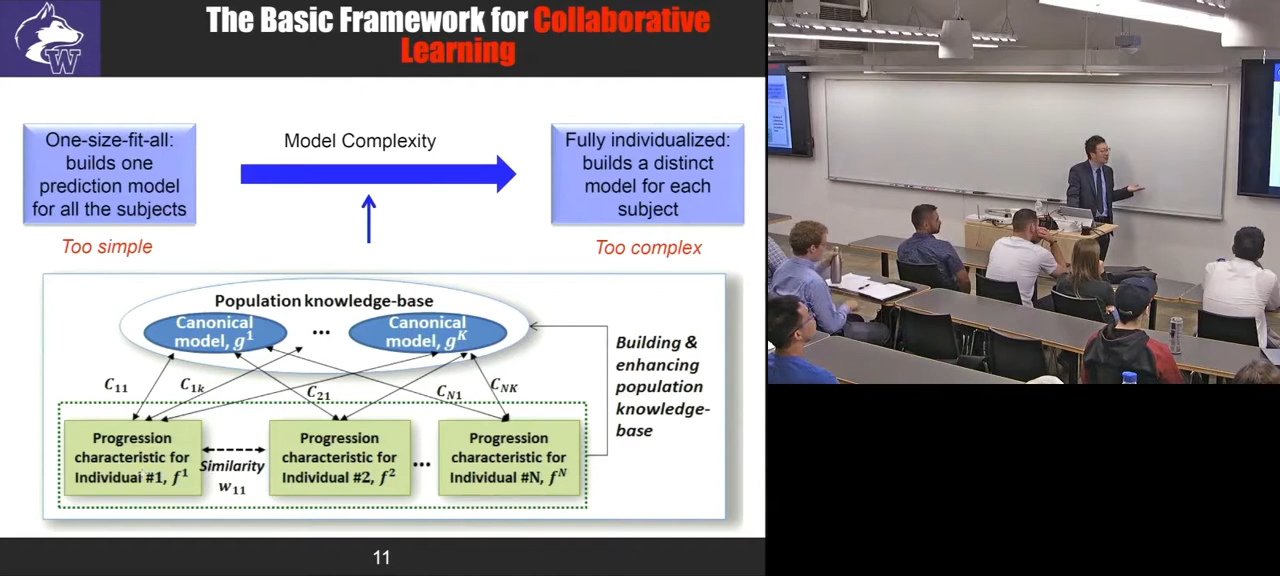 The Basic Framework for Collaborative
Learning
W
One-size-fit-all:
builds one
prediction model
for all the subjects
Too simple
Model Complexity
Fully individualized:
builds a distinct
model for each
subject
Too complex
Population knowledge-base
Canonical
model, g¹
...
Canonical
model, gᴷ
C₁₁
C₁ₖ
C₂₁
C_N1
C_NK
Building &
enhancing
population
knowledge-
base
Progression
characteristic for
Individual #1, f¹
Similarity
w₁₁
Progression
characteristic for
Individual #2, f²
...
Progression
characteristic for
Individual #N, fᴺ
11